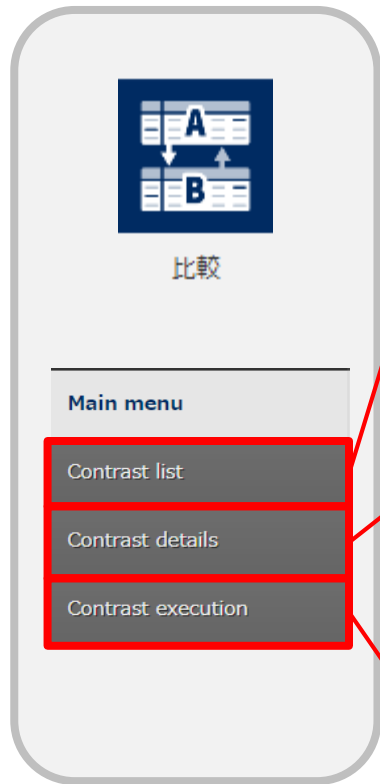 A
B
比較
Main menu
Contrast list
Contrast details
Contrast execution